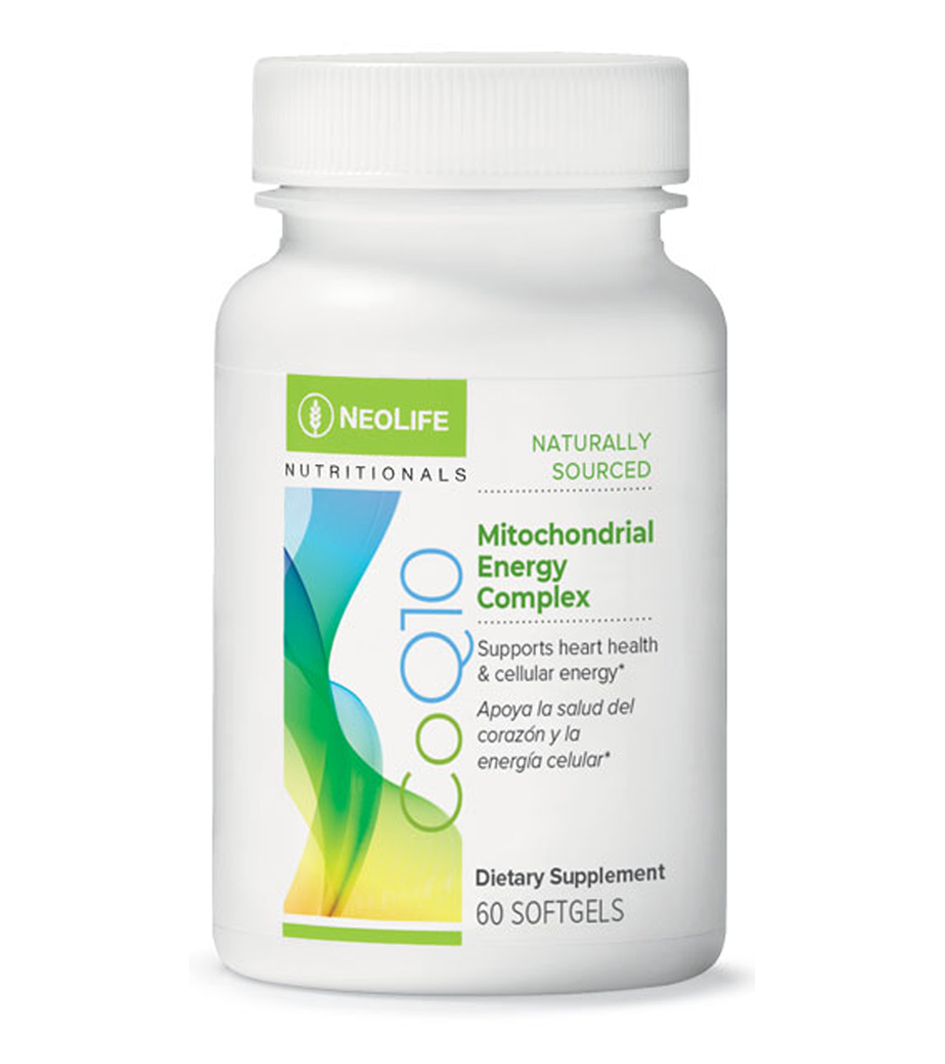 NEOLIFE
NUTRITIONALS
CoQ10
NATURALLY
SOURCED
Mitochondrial
Energy
Complex
Supports heart health
& cellular energy*
Apoya la salud del
corazón y la
energía celular*
Dietary Supplement
60 SOFTGELS